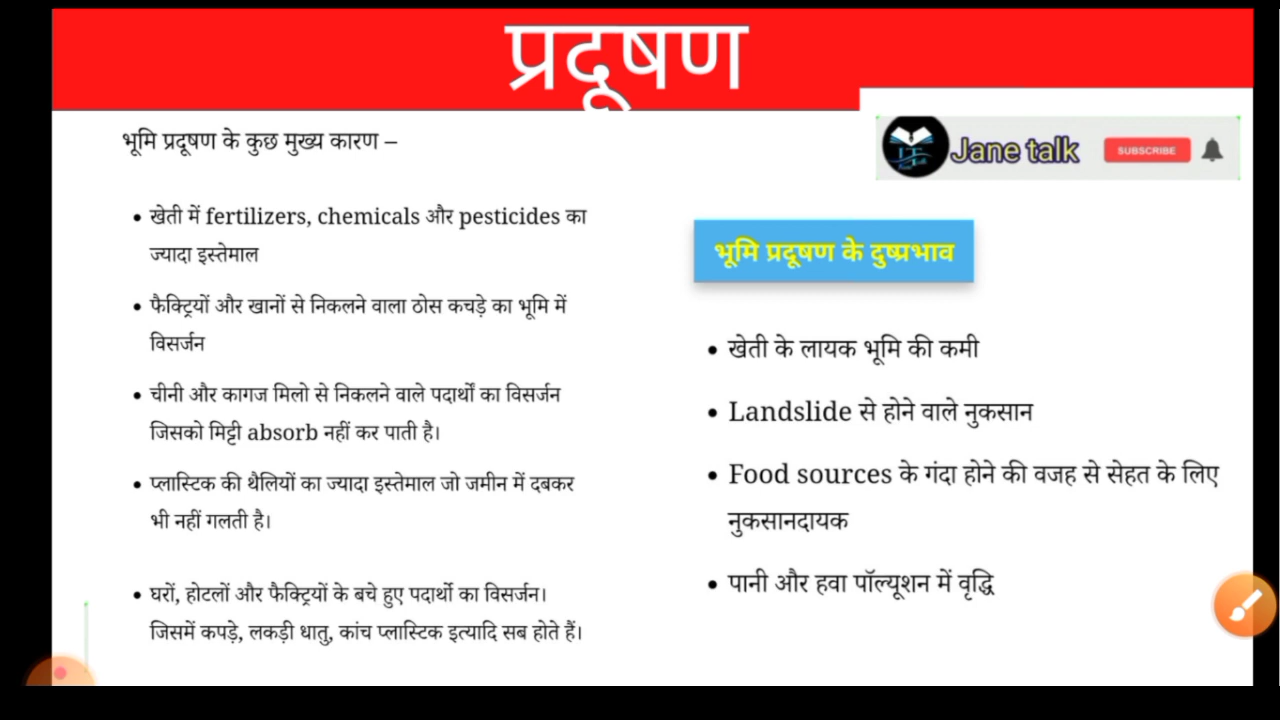 प्रदूषण
भूमि प्रदूषण के कुछ मुख्य कारण –
• खेती में fertilizers, chemicals और pesticides का
ज्यादा इस्तेमाल
• फैक्ट्रियों और खानों से निकलने वाला ठोस कचड़े का भूमि में
विसर्जन
• चीनी और कागज मिलो से निकलने वाले पदार्थों का विसर्जन
जिसको मिट्टी absorb नहीं कर पाती है।
• प्लास्टिक की थैलियों का ज्यादा इस्तेमाल जो जमीन में दबकर
भी नहीं गलती है।
• घरों, होटलों और फैक्ट्रियों के बचे हुए पदार्थों का विसर्जन।
जिसमें कपड़े, लकड़ी धातु, कांच प्लास्टिक इत्यादि सब होते हैं।
Jane talk
SUBSCRIBE
भूमि प्रदूषण के दुष्प्रभाव
• खेती के लायक भूमि की कमी
• Landslide से होने वाले नुकसान
• Food sources के गंदा होने की वजह से सेहत के लिए
नुकसानदायक
• पानी और हवा पॉल्यूशन में वृद्धि